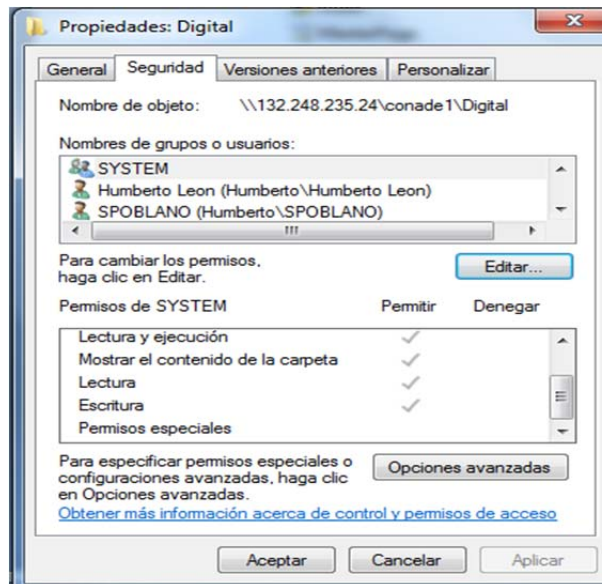 Propiedades: Digital
General Seguridad Versiones anteriores Personalizar
Nombre de objeto: \\132.248.235.24\conade1\Digital
Nombres de grupos o usuarios:
SYSTEM
Humberto Leon (Humberto\Humberto Leon)
SPOBLANO (Humberto\SPOBLANO)
Para cambiar los permisos,
haga clic en Editar.
Editar...
Permisos de SYSTEM Permitir Denegar
Lectura y ejecución
Mostrar el contenido de la carpeta
Lectura
Escritura
Permisos especiales
Para especificar permisos especiales o
configuraciones avanzadas, haga clic
en Opciones avanzadas.
Opciones avanzadas
Obtener más información acerca de control y permisos de acceso
Aceptar Cancelar Aplicar